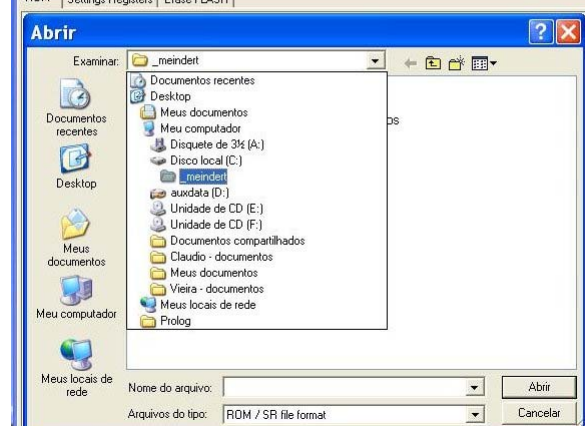 Settings Registers
Erase FLASH
Abrir
Examinar:
_meindert
Documentos recentes
Desktop
Meus documentos
Meu computador
Disquete de 3½ (A:)
Disco local (C:)
_meindert
auxdata (D:)
Unidade de CD (E:)
Unidade de CD (F:)
Documentos compartilhados
Claudio - documentos
Meus documentos
Vieira - documentos
Meus locais de rede
Prolog
os
Documentos
recentes
Desktop
Meus
documentos
Meu computador
Meus locais de
rede
Nome do arquivo:
Abrir
Arquivos do tipo:
ROM / SR file format
Cancelar